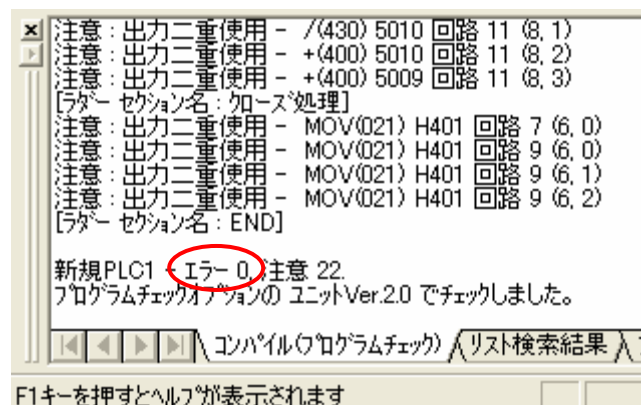 注意 : 出力二重使用 -  /(430) 5010 回路 11 (8, 1)
注意 : 出力二重使用 -  +(400) 5010 回路 11 (8, 2)
注意 : 出力二重使用 -  +(400) 5009 回路 11 (8, 3)
[ﾗﾀﾞｰ ｾｸｼｮﾝ名 : ｸﾛｰｽﾞ処理]
注意 : 出力二重使用 -  MOV(021) H401 回路 7 (6, 0)
注意 : 出力二重使用 -  MOV(021) H401 回路 9 (6, 0)
注意 : 出力二重使用 -  MOV(021) H401 回路 9 (6, 1)
注意 : 出力二重使用 -  MOV(021) H401 回路 9 (6, 2)
[ﾗﾀﾞｰ ｾｸｼｮﾝ名 : END]
新規PLC1 - ｴﾗｰ 0, 注意 22.
ﾌﾟﾛｸﾞﾗﾑﾁｪｯｸｵﾌﾟｼｮﾝの ﾕﾆｯﾄVer.2.0 でﾁｪｯｸしました。
ｺﾝﾊﾟｲﾙ(ﾌﾟﾛｸﾞﾗﾑﾁｪｯｸ) リスト検索結果
F1ｷｰを押すとﾍﾙﾌﾟが表示されます